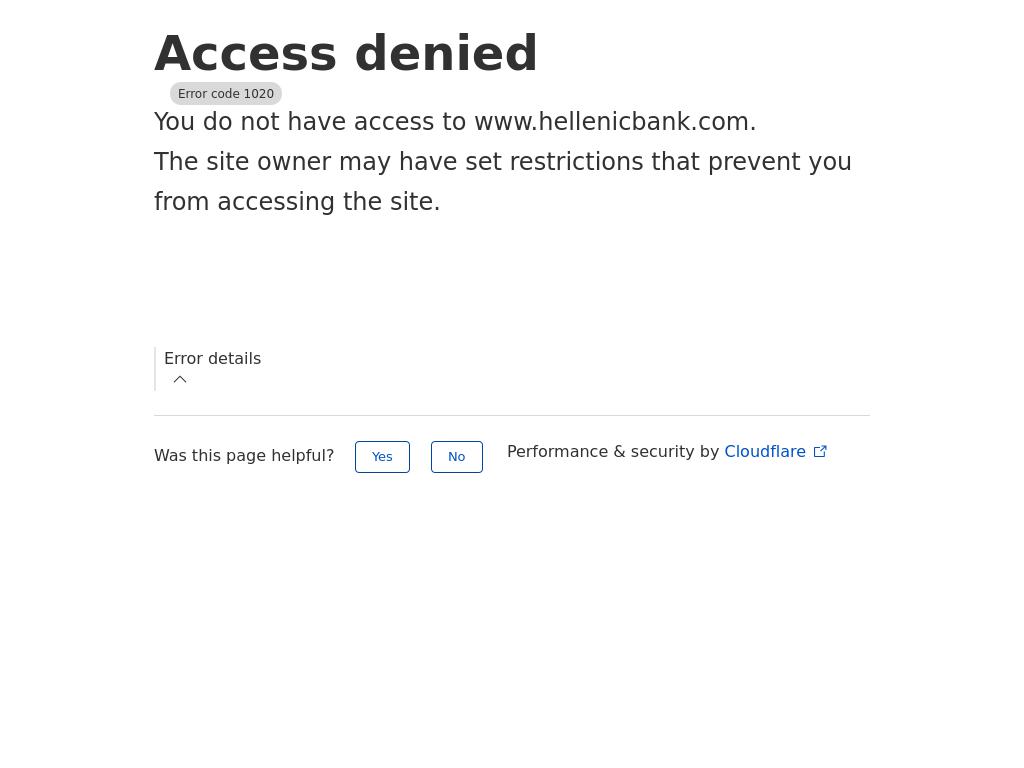 Access denied
Error code 1020
You do not have access to www.hellenicbank.com.
The site owner may have set restrictions that prevent you
from accessing the site.
Error details
Was this page helpful? Yes No Performance & security by Cloudflare